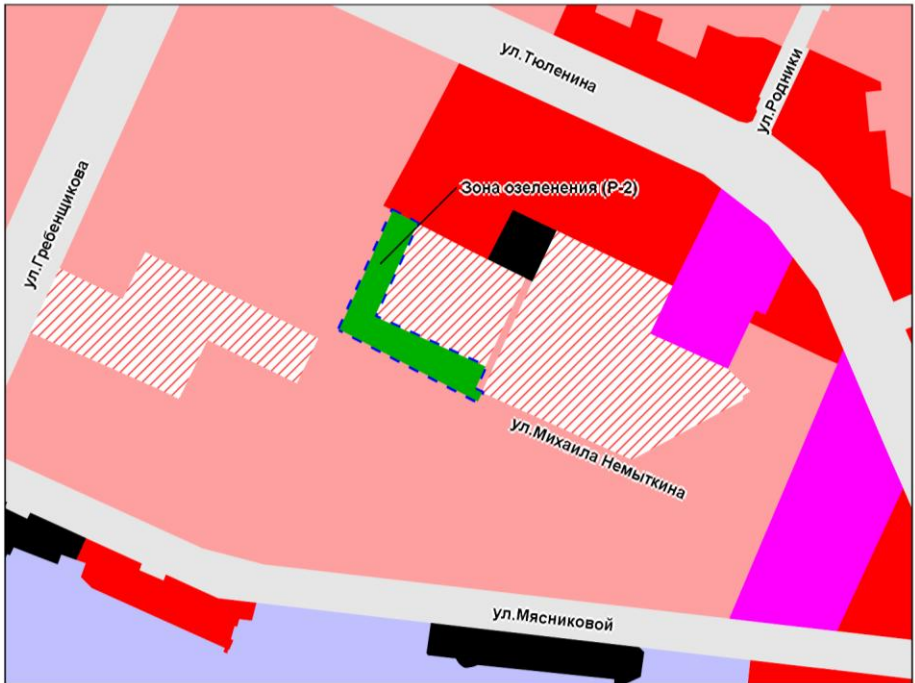 ул.Тюленина
ул.Родники
ул.Гребенщикова
Зона озеленения (Р-2)
ул.Михаила Немыткина
ул.Мясниковой